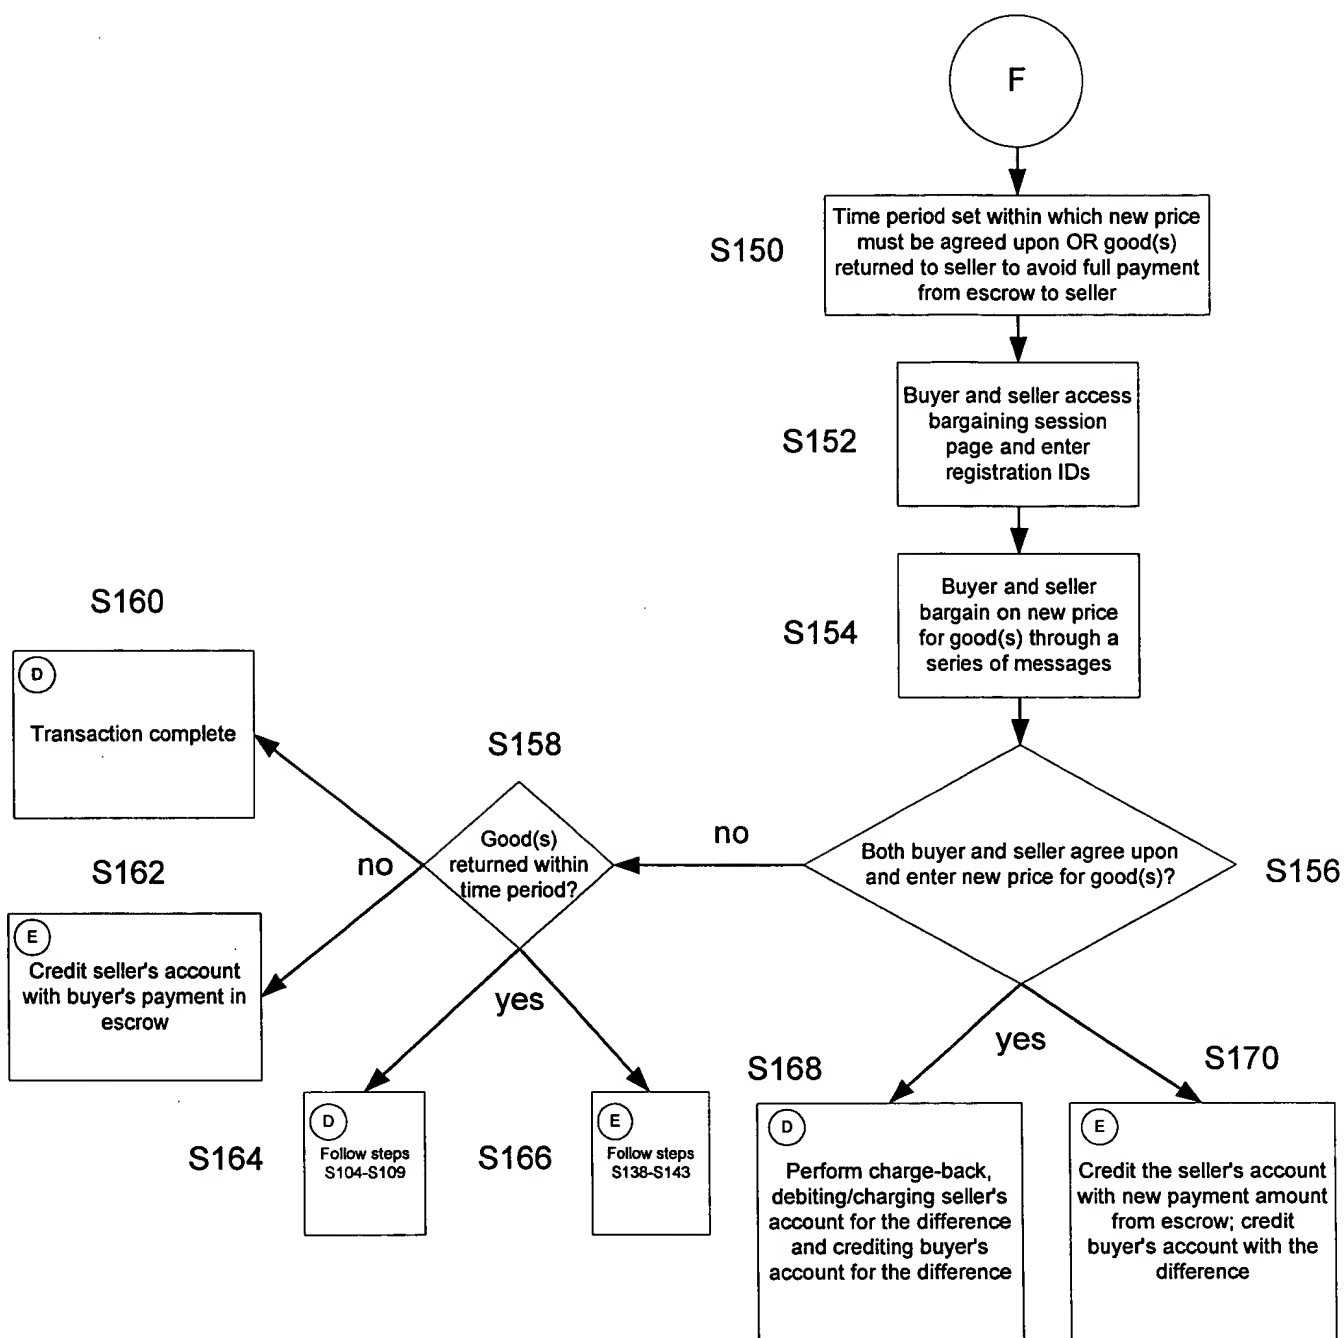 F
S150
Time period set within which new price
must be agreed upon OR good(s)
returned to seller to avoid full payment
from escrow to seller
S152
Buyer and seller access
bargaining session
page and enter
registration IDs
S154
Buyer and seller
bargain on new price
for good(s) through a
series of messages
S156
Both buyer and seller agree upon
and enter new price for good(s)?
no
S158
Good(s)
returned within
time period?
no
S160
D
Transaction complete
S162
E
Credit seller's account
with buyer's payment in
escrow
yes
S164
D
Follow steps
S104-S109
S166
E
Follow steps
S138-S143
yes
S168
D
Perform charge-back,
debiting/charging seller's
account for the difference
and crediting buyer's
account for the difference
S170
E
Credit the seller's account
with new payment amount
from escrow; credit
buyer's account with the
difference